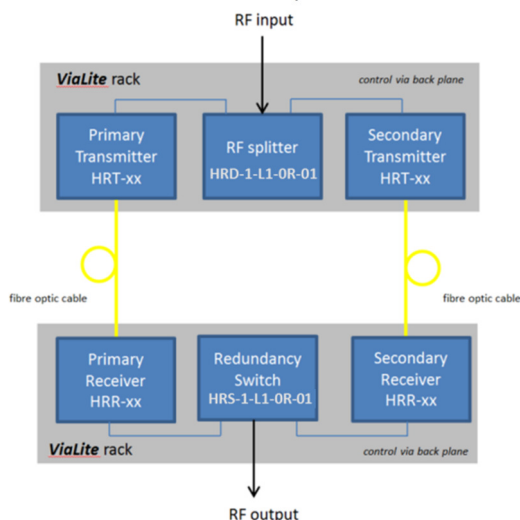 RF input
ViaLite rack
control via back plane
Primary
Transmitter
HRT-xx
RF splitter
HRD-1-L1-0R-01
Secondary
Transmitter
HRT-xx
fibre optic cable
fibre optic cable
Primary
Receiver
HRR-xx
Redundancy
Switch
HRS-1-L1-0R-01
Secondary
Receiver
HRR-xx
ViaLite rack
control via back plane
RF output